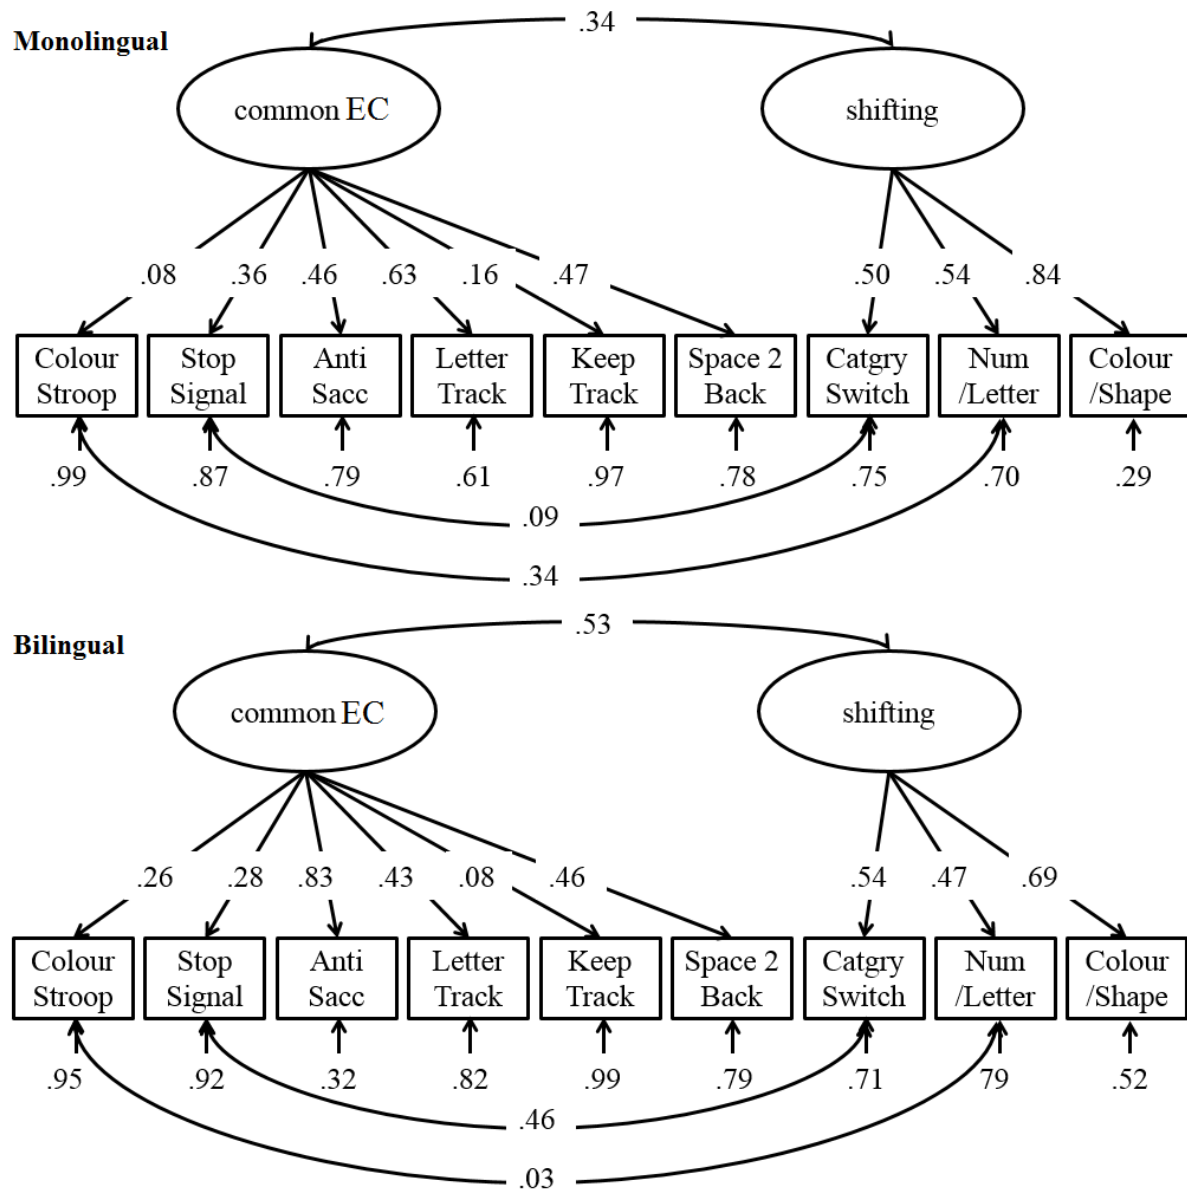 .34
Monolingual
common EC
shifting
.08 .36 .46 .63 .16 .47 .50 .54 .84
Colour Stop Anti Letter Keep Space 2 Catgry Num Colour
Stroop Signal Sacc Track Track Back Switch /Letter /Shape
.99 .87 .79 .61 .97 .78 .75 .70 .29
.09
.34
.53
Bilingual
common EC
shifting
.26 .28 .83 .43 .08 .46 .54 .47 .69
Colour Stop Anti Letter Keep Space 2 Catgry Num Colour
Stroop Signal Sacc Track Track Back Switch /Letter /Shape
.95 .92 .32 .82 .99 .79 .71 79 .52
.46
.03